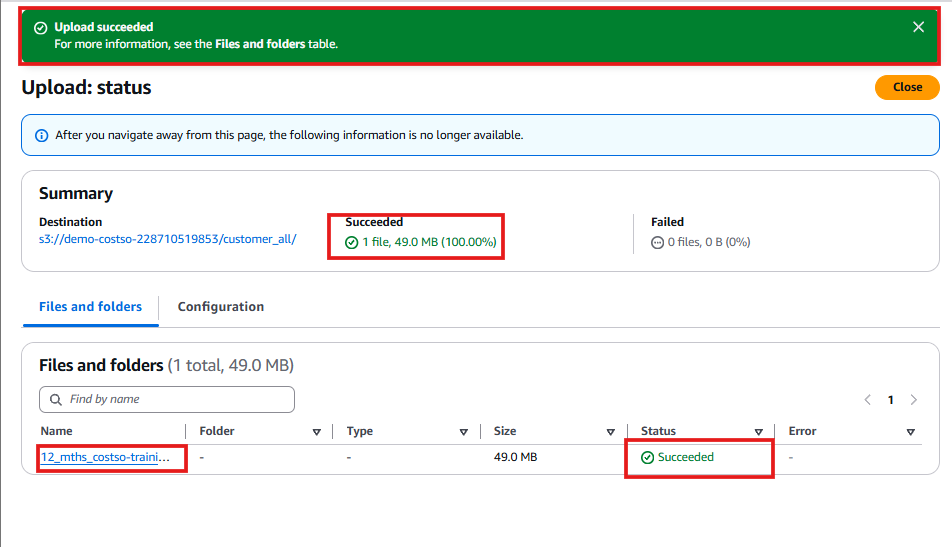 Upload succeeded
For more information, see the Files and folders table.
Upload: status
Close
After you navigate away from this page, the following information is no longer available.
Summary
Destination
s3://demo-costso-228710519853/customer_all/
Succeeded
1 file, 49.0 MB (100.00%)
Failed
0 files, 0 B (0%)
Files and folders
Configuration
Files and folders (1 total, 49.0 MB)
Find by name
1
Name Folder Type Size Status Error
12_mths_costso-traini... - - 49.0 MB Succeeded -